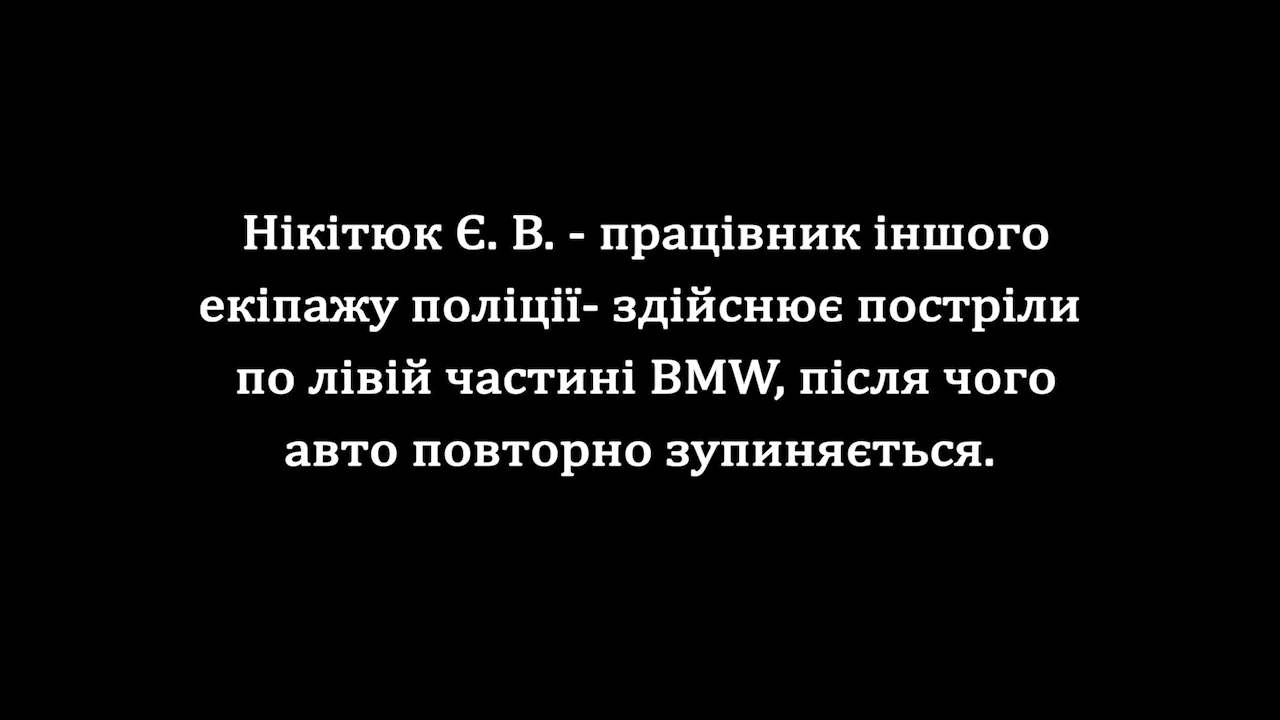 Нікітюк Є. В. - працівник іншого
екіпажу поліції- здійснює постріли
по лівій частині BMW, після чого
авто повторно зупиняється.